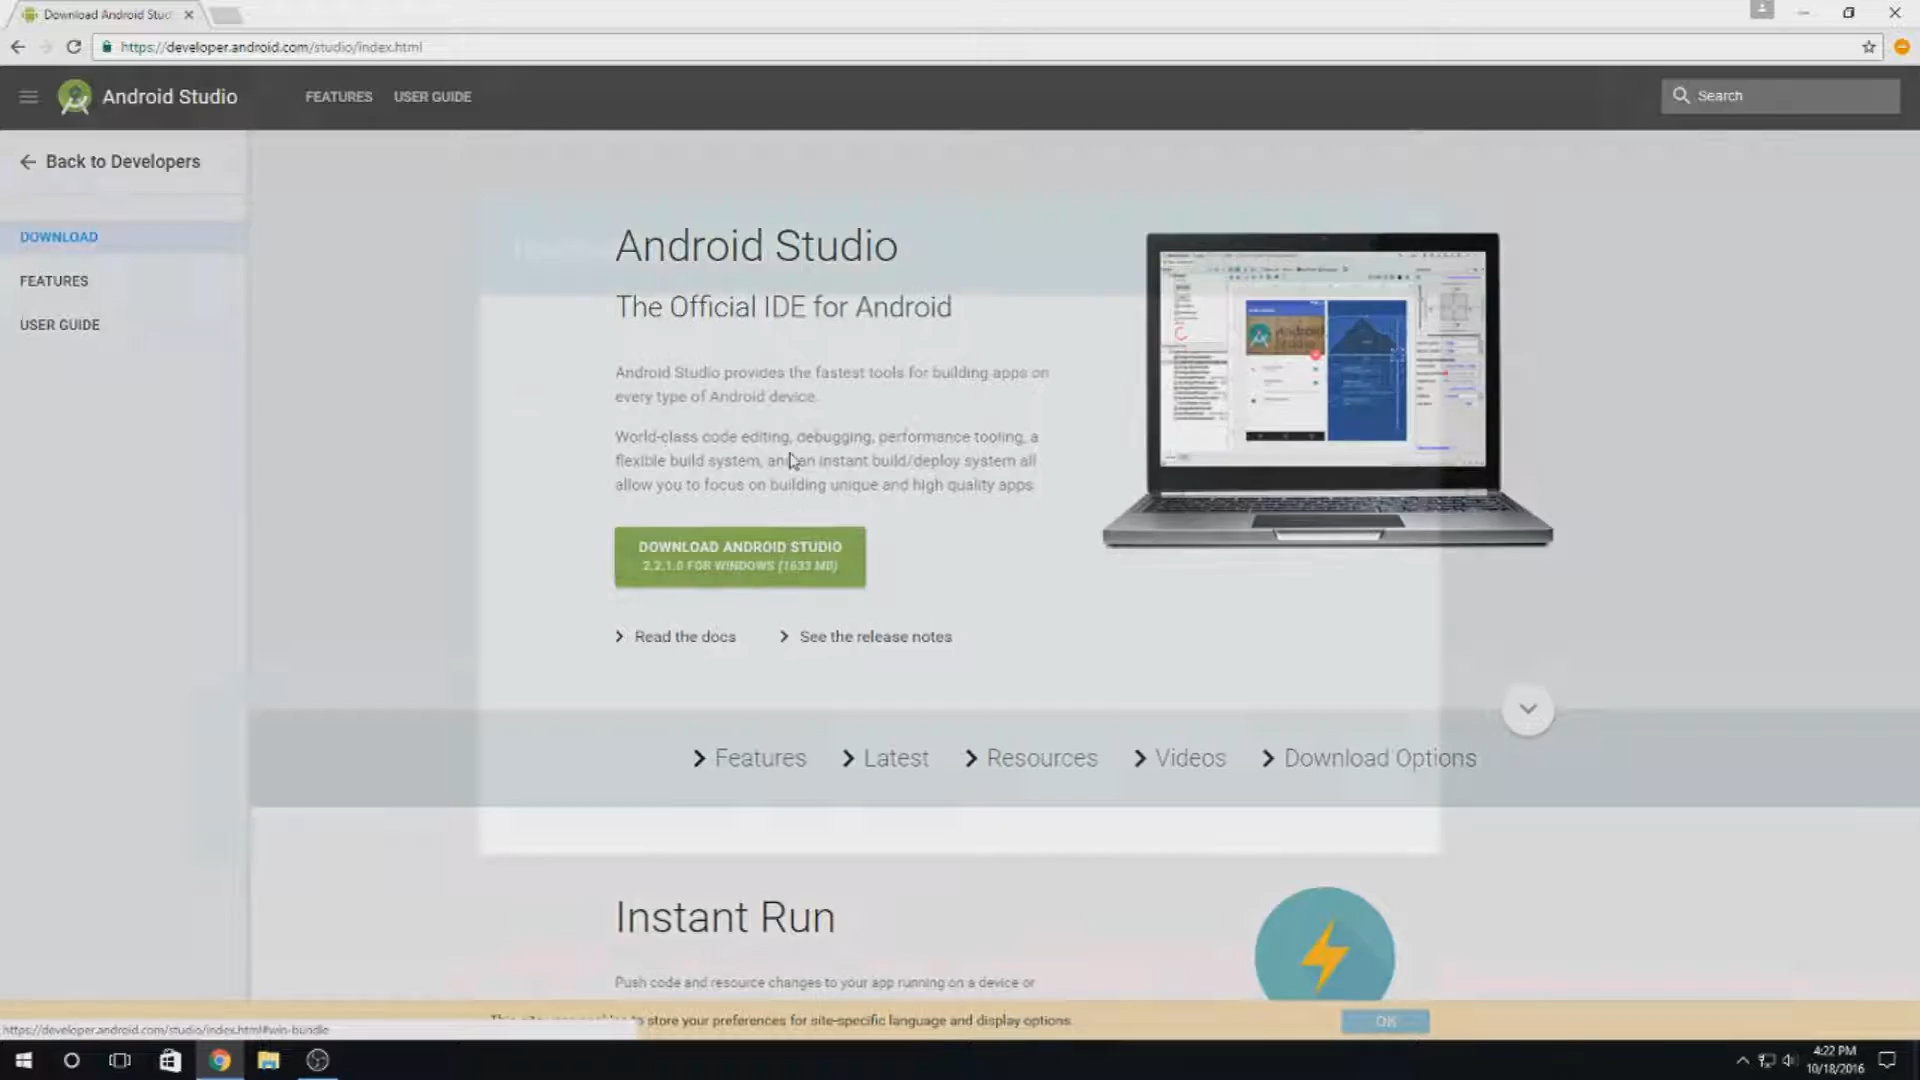 Download Android Stud
https://developer.android.com/studio/index.html
Android Studio
FEATURES
USER GUIDE
Search
Back to Developers
DOWNLOAD
FEATURES
USER GUIDE
Android Studio
The Official IDE for Android
Android Studio provides the fastest tools for building apps on
every type of Android device.
World-class code editing, debugging, performance tooling, a
flexible build system, and an instant build/deploy system all
allow you to focus on building unique and high quality apps
DOWNLOAD ANDROID STUDIO
2.2.1.0 FOR WINDOWS (1633 MB)
Read the docs
See the release notes
Features
Latest
Resources
Videos
Download Options
Instant Run
Push code and resource changes to your app running on a device or
to store your preferences for site-specific language and display options.
OK
https://developer.android.com/studio/index.html#win-bundle
4:22 PM
10/18/2016